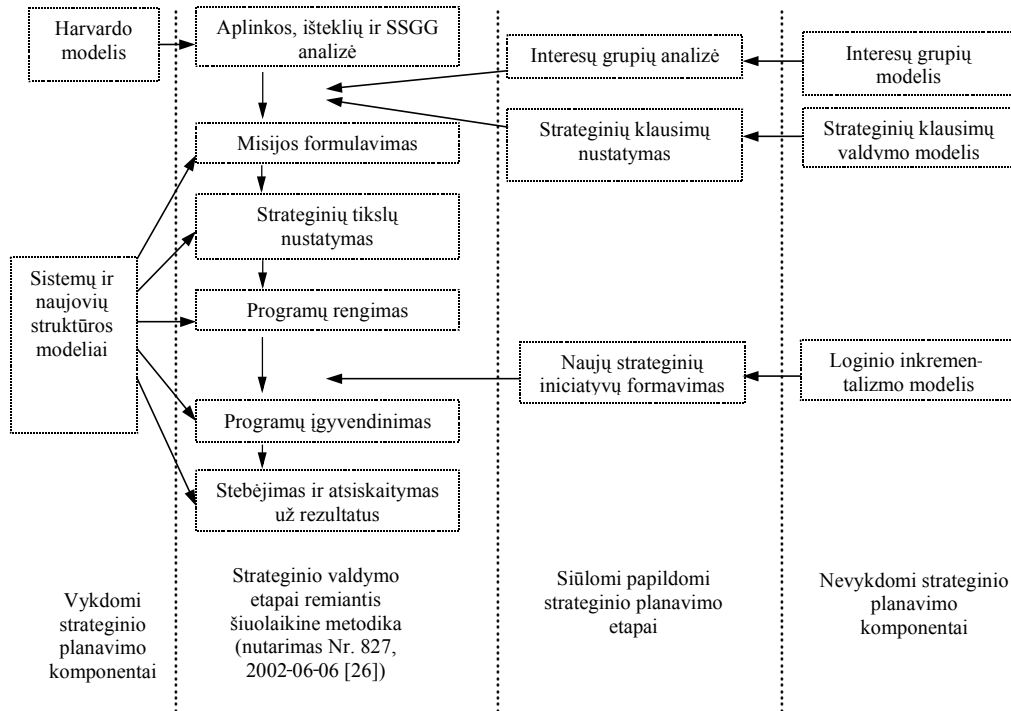 Harvardo
modelis
Aplinkos, išteklių ir SSGG
analizė
Interesų grupių analizė
Interesų grupių
modelis
Strateginių klausimų
nustatymas
Strateginių klausimų
valdymo modelis
Misijos formulavimas
Strateginių tikslų
nustatymas
Sistemų ir
naujovių
struktūros
modeliai
Programų rengimas
Naujų strateginių
iniciatyvų formavimas
Loginio inkremen-
talizmo modelis
Programų įgyvendinimas
Stebėjimas ir atsiskaitymas
už rezultatus
Vykdomi
strateginio
planavimo
komponentai
Strateginio valdymo
etapai remiantis
šiuolaikine metodika
(nutarimas Nr. 827,
2002-06-06 [26])
Siūlomi papildomi
strateginio planavimo
etapai
Nevykdomi strateginio
planavimo
komponentai